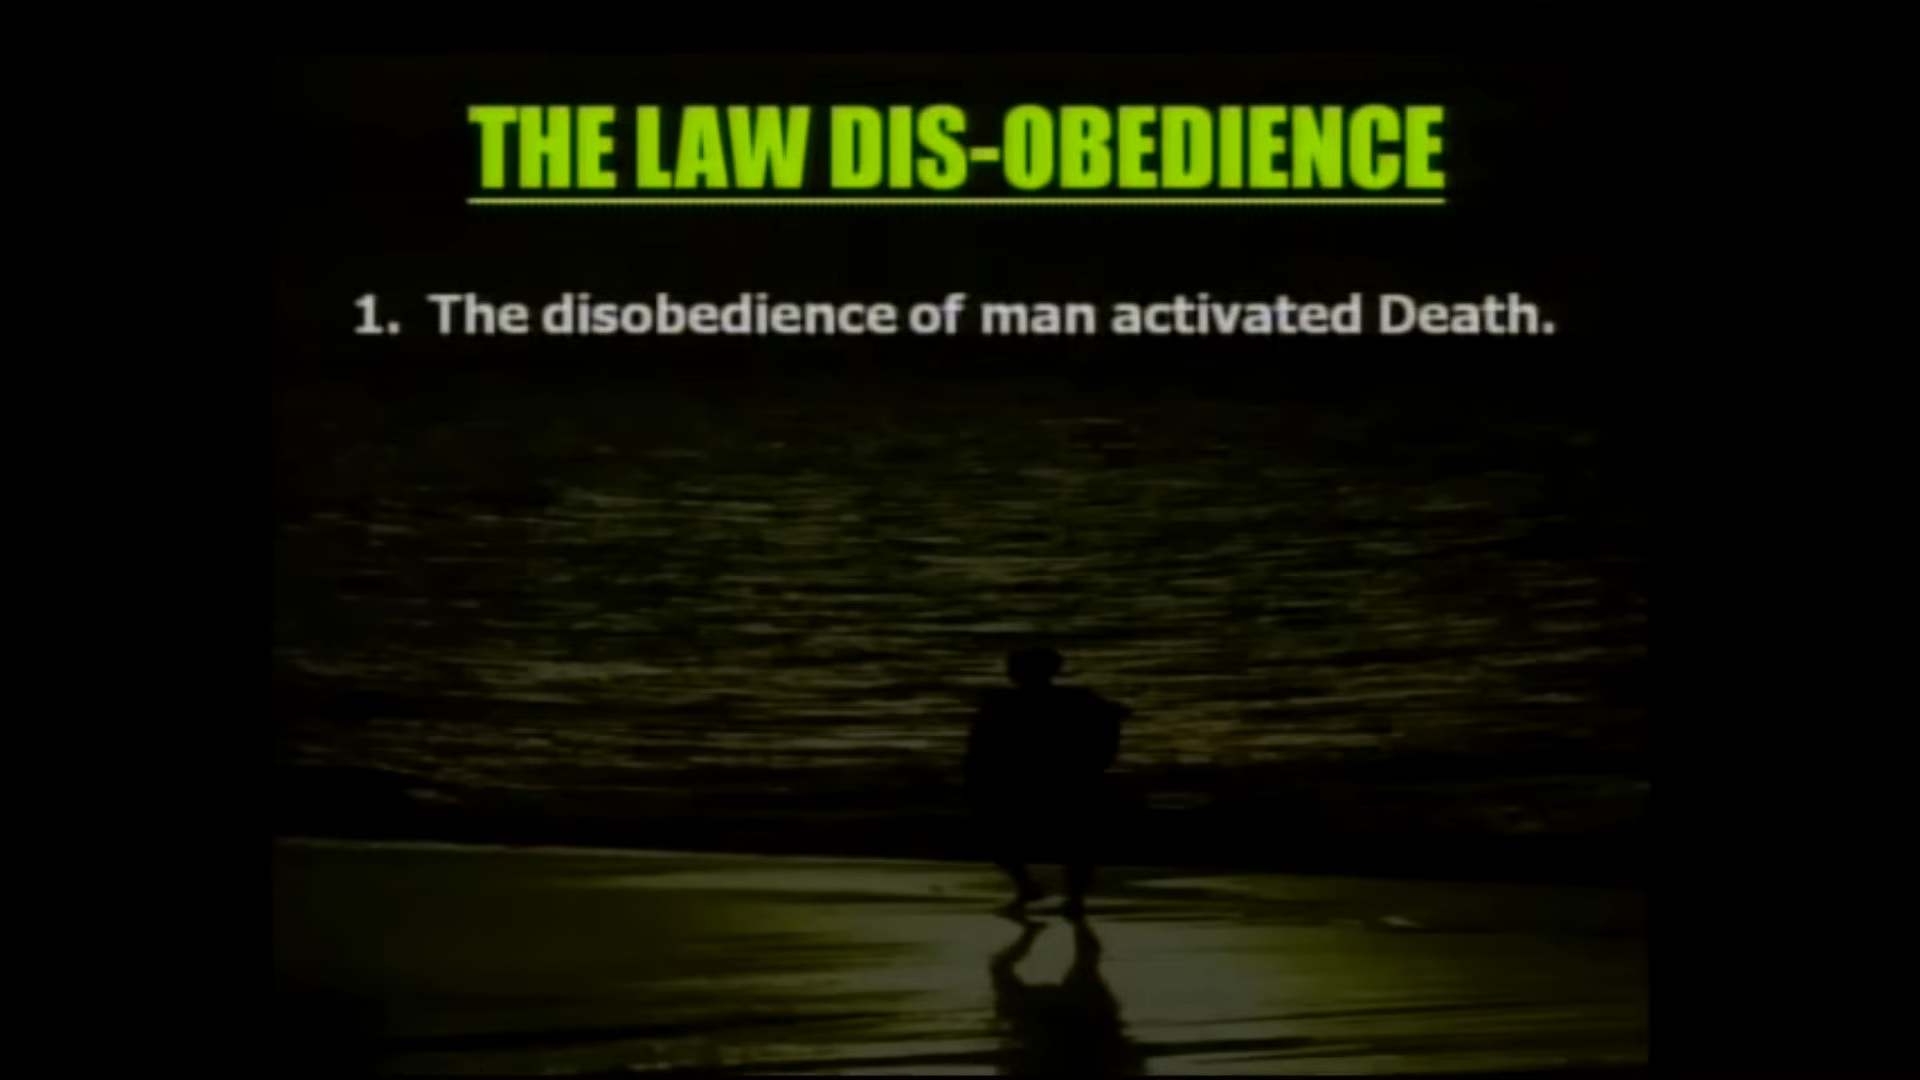 THE LAW DIS-OBEDIENCE
1. The disobedience of man activated Death.